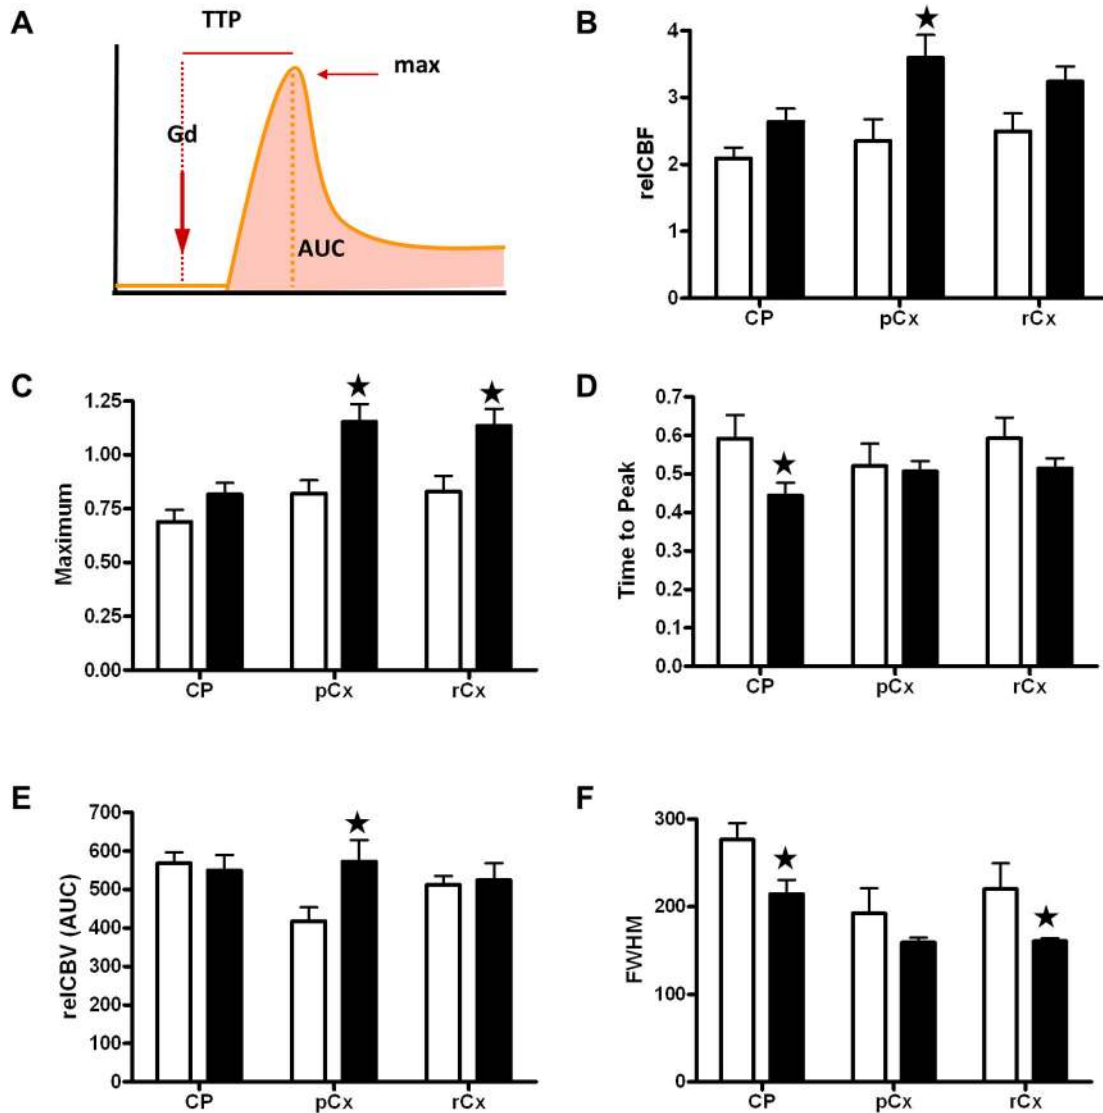 A
TTP
max
Gd
AUC
B
relCBF
4
3
2
1
0
CP pCx rCx
C
Maximum
1.25
1.00
0.75
0.50
0.25
0.00
CP pCx rCx
D
Time to Peak
0.7
0.6
0.5
0.4
0.3
0.2
0.1
0.0
CP pCx rCx
E
relCBV (AUC)
700
600
500
400
300
200
100
0
CP pCx rCx
F
FWHM
300
200
100
0
CP pCx rCx